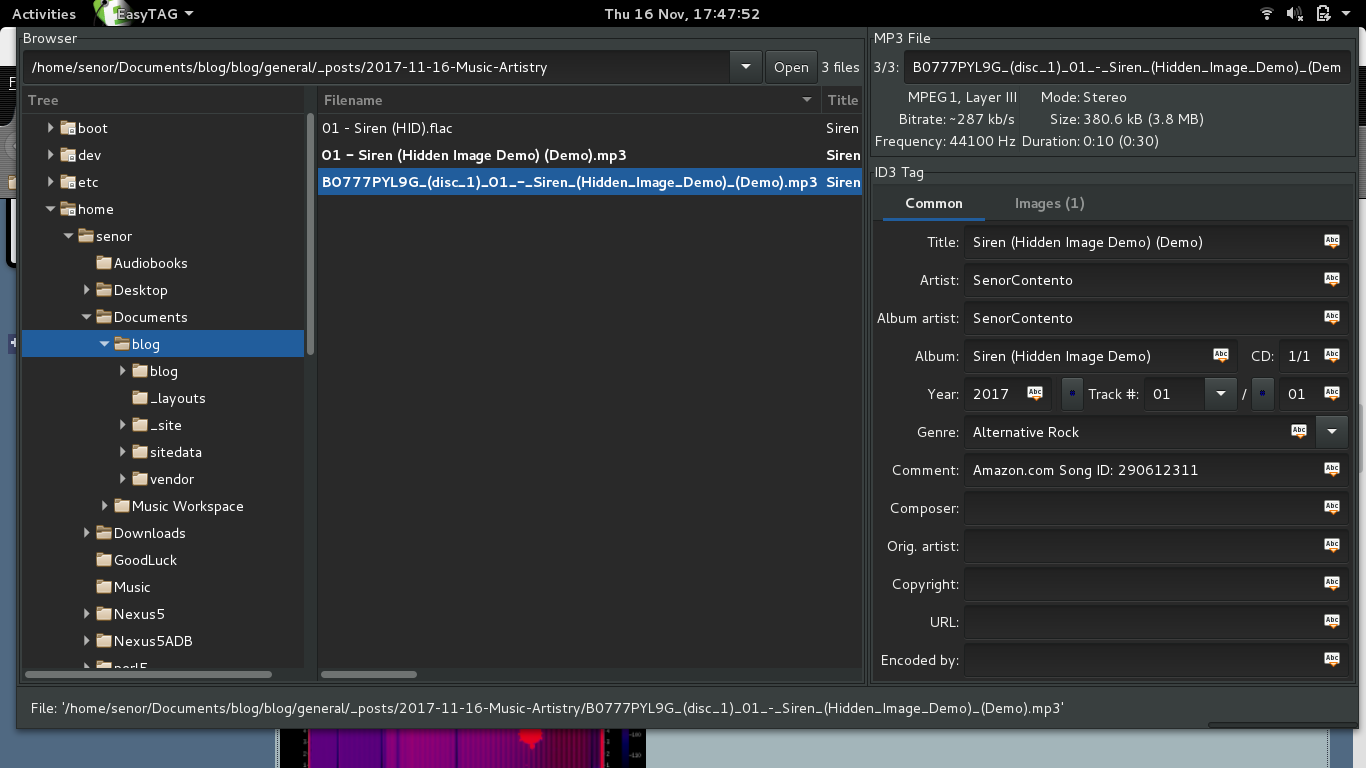 Activities EasyTAG Thu 16 Nov, 17:47:52
Browser
/home/senor/Documents/blog/blog/general/_posts/2017-11-16-Music-Artistry Open 3 files
Tree
boot
dev
etc
home
senor
Audiobooks
Desktop
Documents
blog
blog
_layouts
_site
sitedata
vendor
Music Workspace
Downloads
GoodLuck
Music
Nexus5
Nexus5ADB
perl5
Filename Title
01 - Siren (HID).flac Siren
01 - Siren (Hidden Image Demo) (Demo).mp3 Siren
B0777PYL9G_(disc_1)_01_-_Siren_(Hidden_Image_Demo)_(Demo).mp3 Siren
MP3 File
3/3: B0777PYL9G_(disc_1)_01_-_Siren_(Hidden_Image_Demo)_(Dem
MPEG 1, Layer III Mode: Stereo
Bitrate: ~287 kb/s Size: 380.6 kB (3.8 MB)
Frequency: 44100 Hz Duration: 0:10 (0:30)
ID3 Tag
Common Images (1)
Title: Siren (Hidden Image Demo) (Demo)
Artist: SenorContento
Album artist: SenorContento
Album: Siren (Hidden Image Demo) CD: 1/1
Year: 2017 Track #: 01 / 01
Genre: Alternative Rock
Comment: Amazon.com Song ID: 290612311
Composer:
Orig. artist:
Copyright:
URL:
Encoded by:
File: '/home/senor/Documents/blog/blog/general/_posts/2017-11-16-Music-Artistry/B0777PYL9G_(disc_1)_01_-_Siren_(Hidden_Image_Demo)_(Demo).mp3'